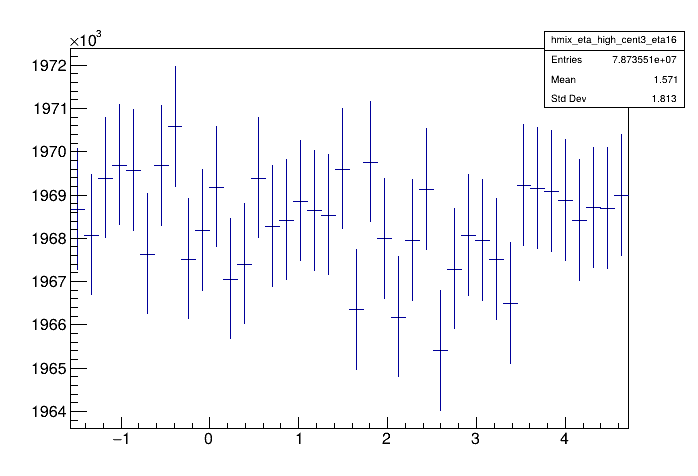 ×10³
hmix_eta_high_cent3_eta16
Entries 7.873551e+07
Mean 1.571
Std Dev 1.813
1972
1971
1970
1969
1968
1967
1966
1965
1964
−1 0 1 2 3 4